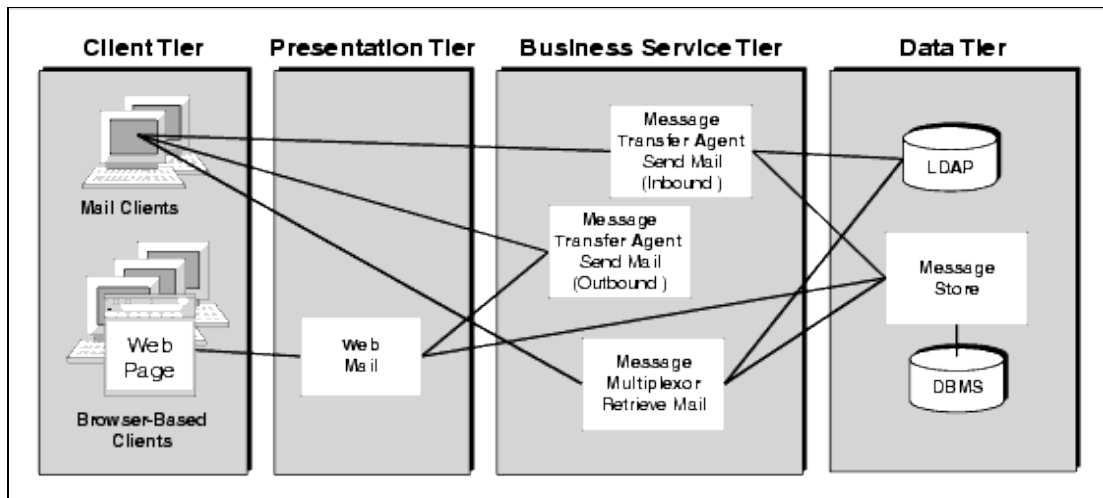 Client Tier
Presentation Tier
Business Service Tier
Data Tier
Mail Clients
Web
Page
Browser-Based
Clients
Web
Mail
Message
Transfer Agent
Send Mail
(Inbound )
Message
Transfer Agent
Send Mail
(Outbound )
Message
Multiplexor
Retrieve Mail
LDAP
Message
Store
DBMS